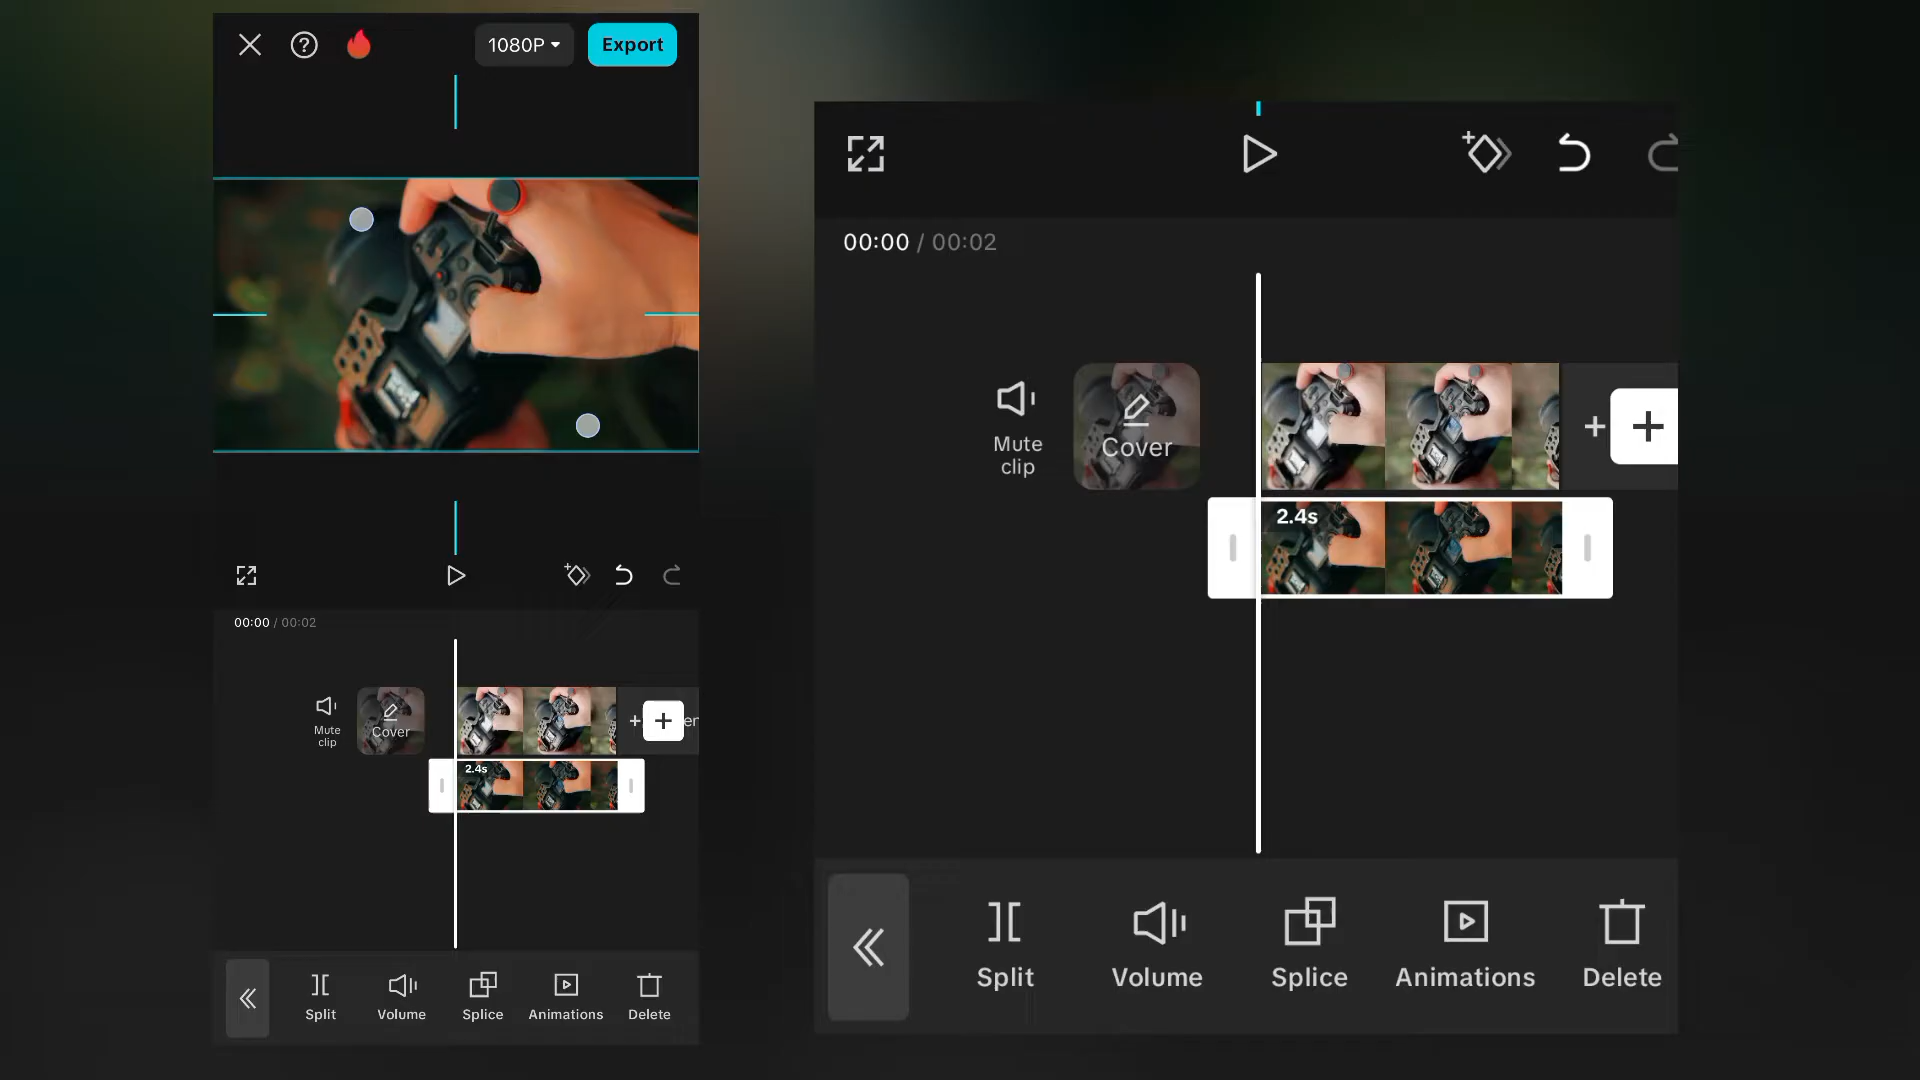 1080P
Export
00:00 / 00:02
Mute
clip
Cover
er
2.4s
Split
Volume
Splice
Animations
Delete
00:00 / 00:02
Mute
clip
Cover
2.4s
Split
Volume
Splice
Animations
Delete